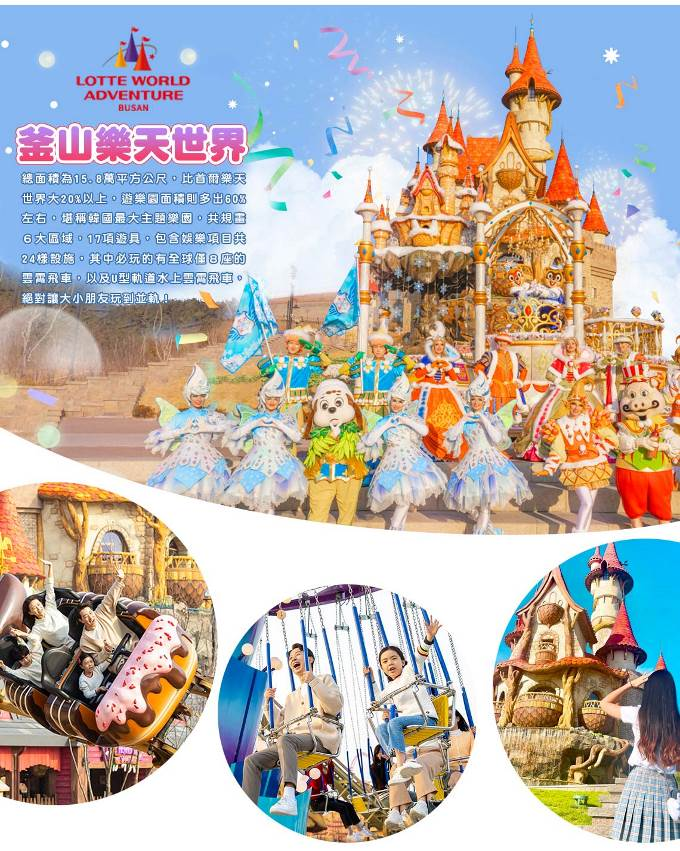 LOTTE WORLD
ADVENTURE
BUSAN
釜山樂天世界
總面積為15.8萬平方公尺，比首爾樂天
世界大20%以上，遊樂園面積則多出60%
左右，堪稱韓國最大主題樂園，共規畫
6大區域，17項遊具，包含娛樂項目共
24樣設施，其中必玩的有全球僅8座的
雲霄飛車，以及U型軌道水上雲霄飛車，
絕對讓大小朋友玩到並軌！